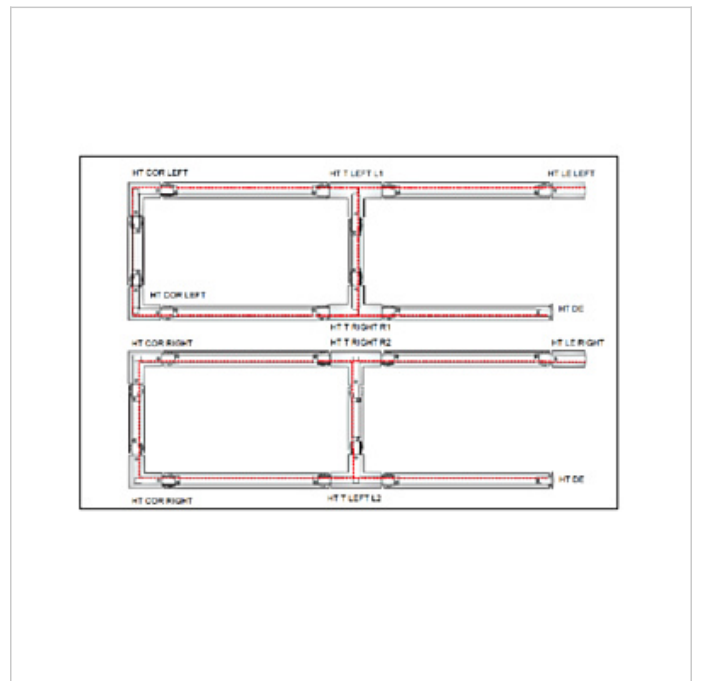 HT COR LEFT
HT T LEFT L1
HT LE LEFT
HT COR LEFT
HT DE
HT T RIGHT R1
HT COR RIGHT
HT T RIGHT R2
HT LE RIGHT
HT DE
HT COR RIGHT
HT T LEFT L2